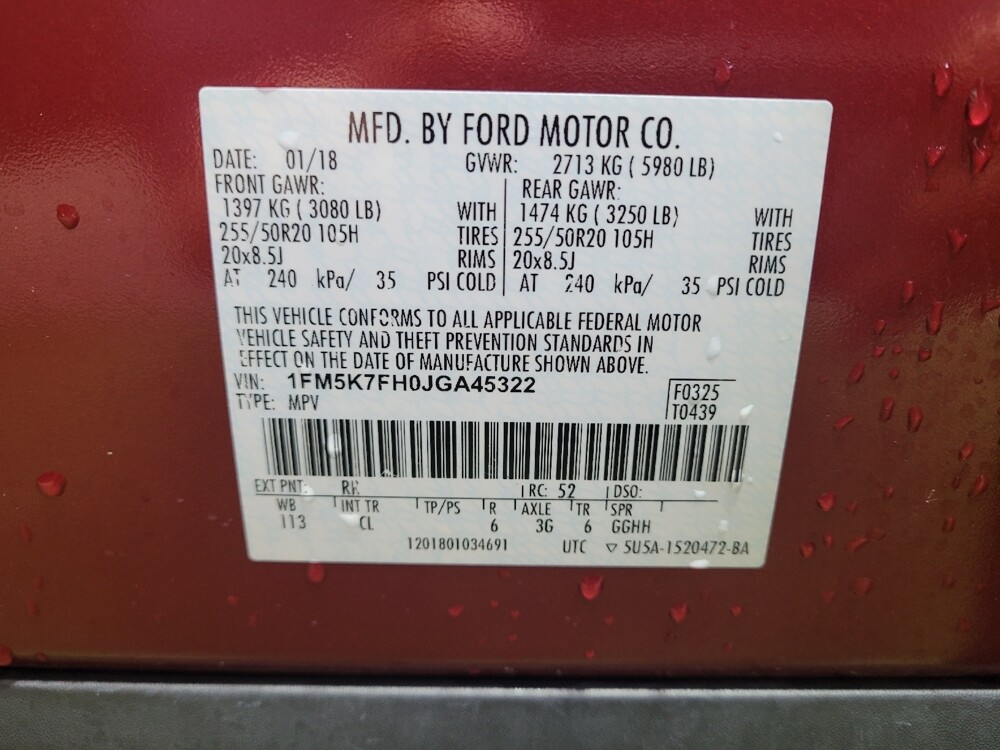 MFD. BY FORD MOTOR CO.
DATE: 01/18 GVWR: 2713 KG ( 5980 LB)
FRONT GAWR: REAR GAWR:
1397 KG ( 3080 LB) WITH 1474 KG ( 3250 LB) WITH
255/50R20 105H TIRES 255/50R20 105H TIRES
20x8.5J RIMS 20x8.5J RIMS
AT 240 kPa/ 35 PSI COLD AT 240 kPa/ 35 PSI COLD
THIS VEHICLE CONFORMS TO ALL APPLICABLE FEDERAL MOTOR
VEHICLE SAFETY AND THEFT PREVENTION STANDARDS IN
EFFECT ON THE DATE OF MANUFACTURE SHOWN ABOVE.
VIN: 1FM5K7FH0JGA45322 F0325
TYPE: MPV T0439
EXT PNT: RR RC: 52 DSO:
WB INT TR TP/PS R AXLE TR SPR
113 CL 6 3G 6 GGHH
1201801034691 UTC ▽ 5U5A-1520472-BA